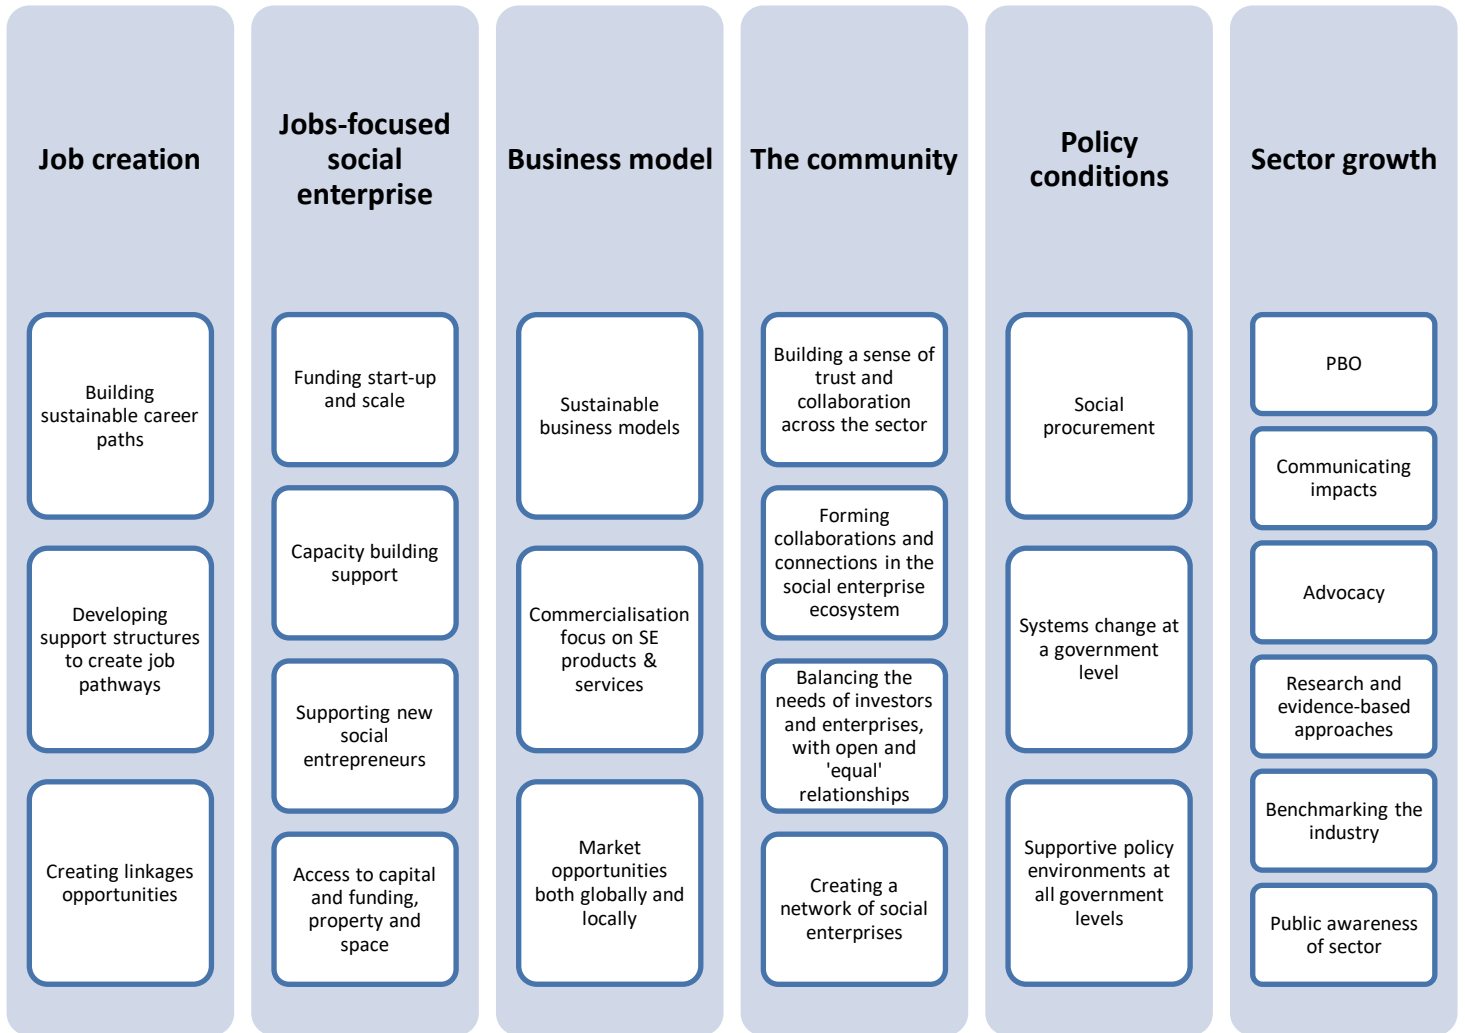 Job creation
Building
sustainable career
paths
Developing
support structures
to create job
pathways
Creating linkages
opportunities
Jobs-focused
social
enterprise
Funding start-up
and scale
Capacity building
support
Supporting new
social
entrepreneurs
Access to capital
and funding,
property and
space
Business model
Sustainable
business models
Commercialisation
focus on SE
products &
services
Market
opportunities
both globally and
locally
The community
Building a sense of
trust and
collaboration
across the sector
Forming
collaborations and
connections in the
social enterprise
ecosystem
Balancing the
needs of investors
and enterprises,
with open and
'equal'
relationships
Creating a
network of social
enterprises
Policy
conditions
Social
procurement
Systems change at
a government
level
Supportive policy
environments at
all government
levels
Sector growth
PBO
Communicating
impacts
Advocacy
Research and
evidence-based
approaches
Benchmarking the
industry
Public awareness
of sector